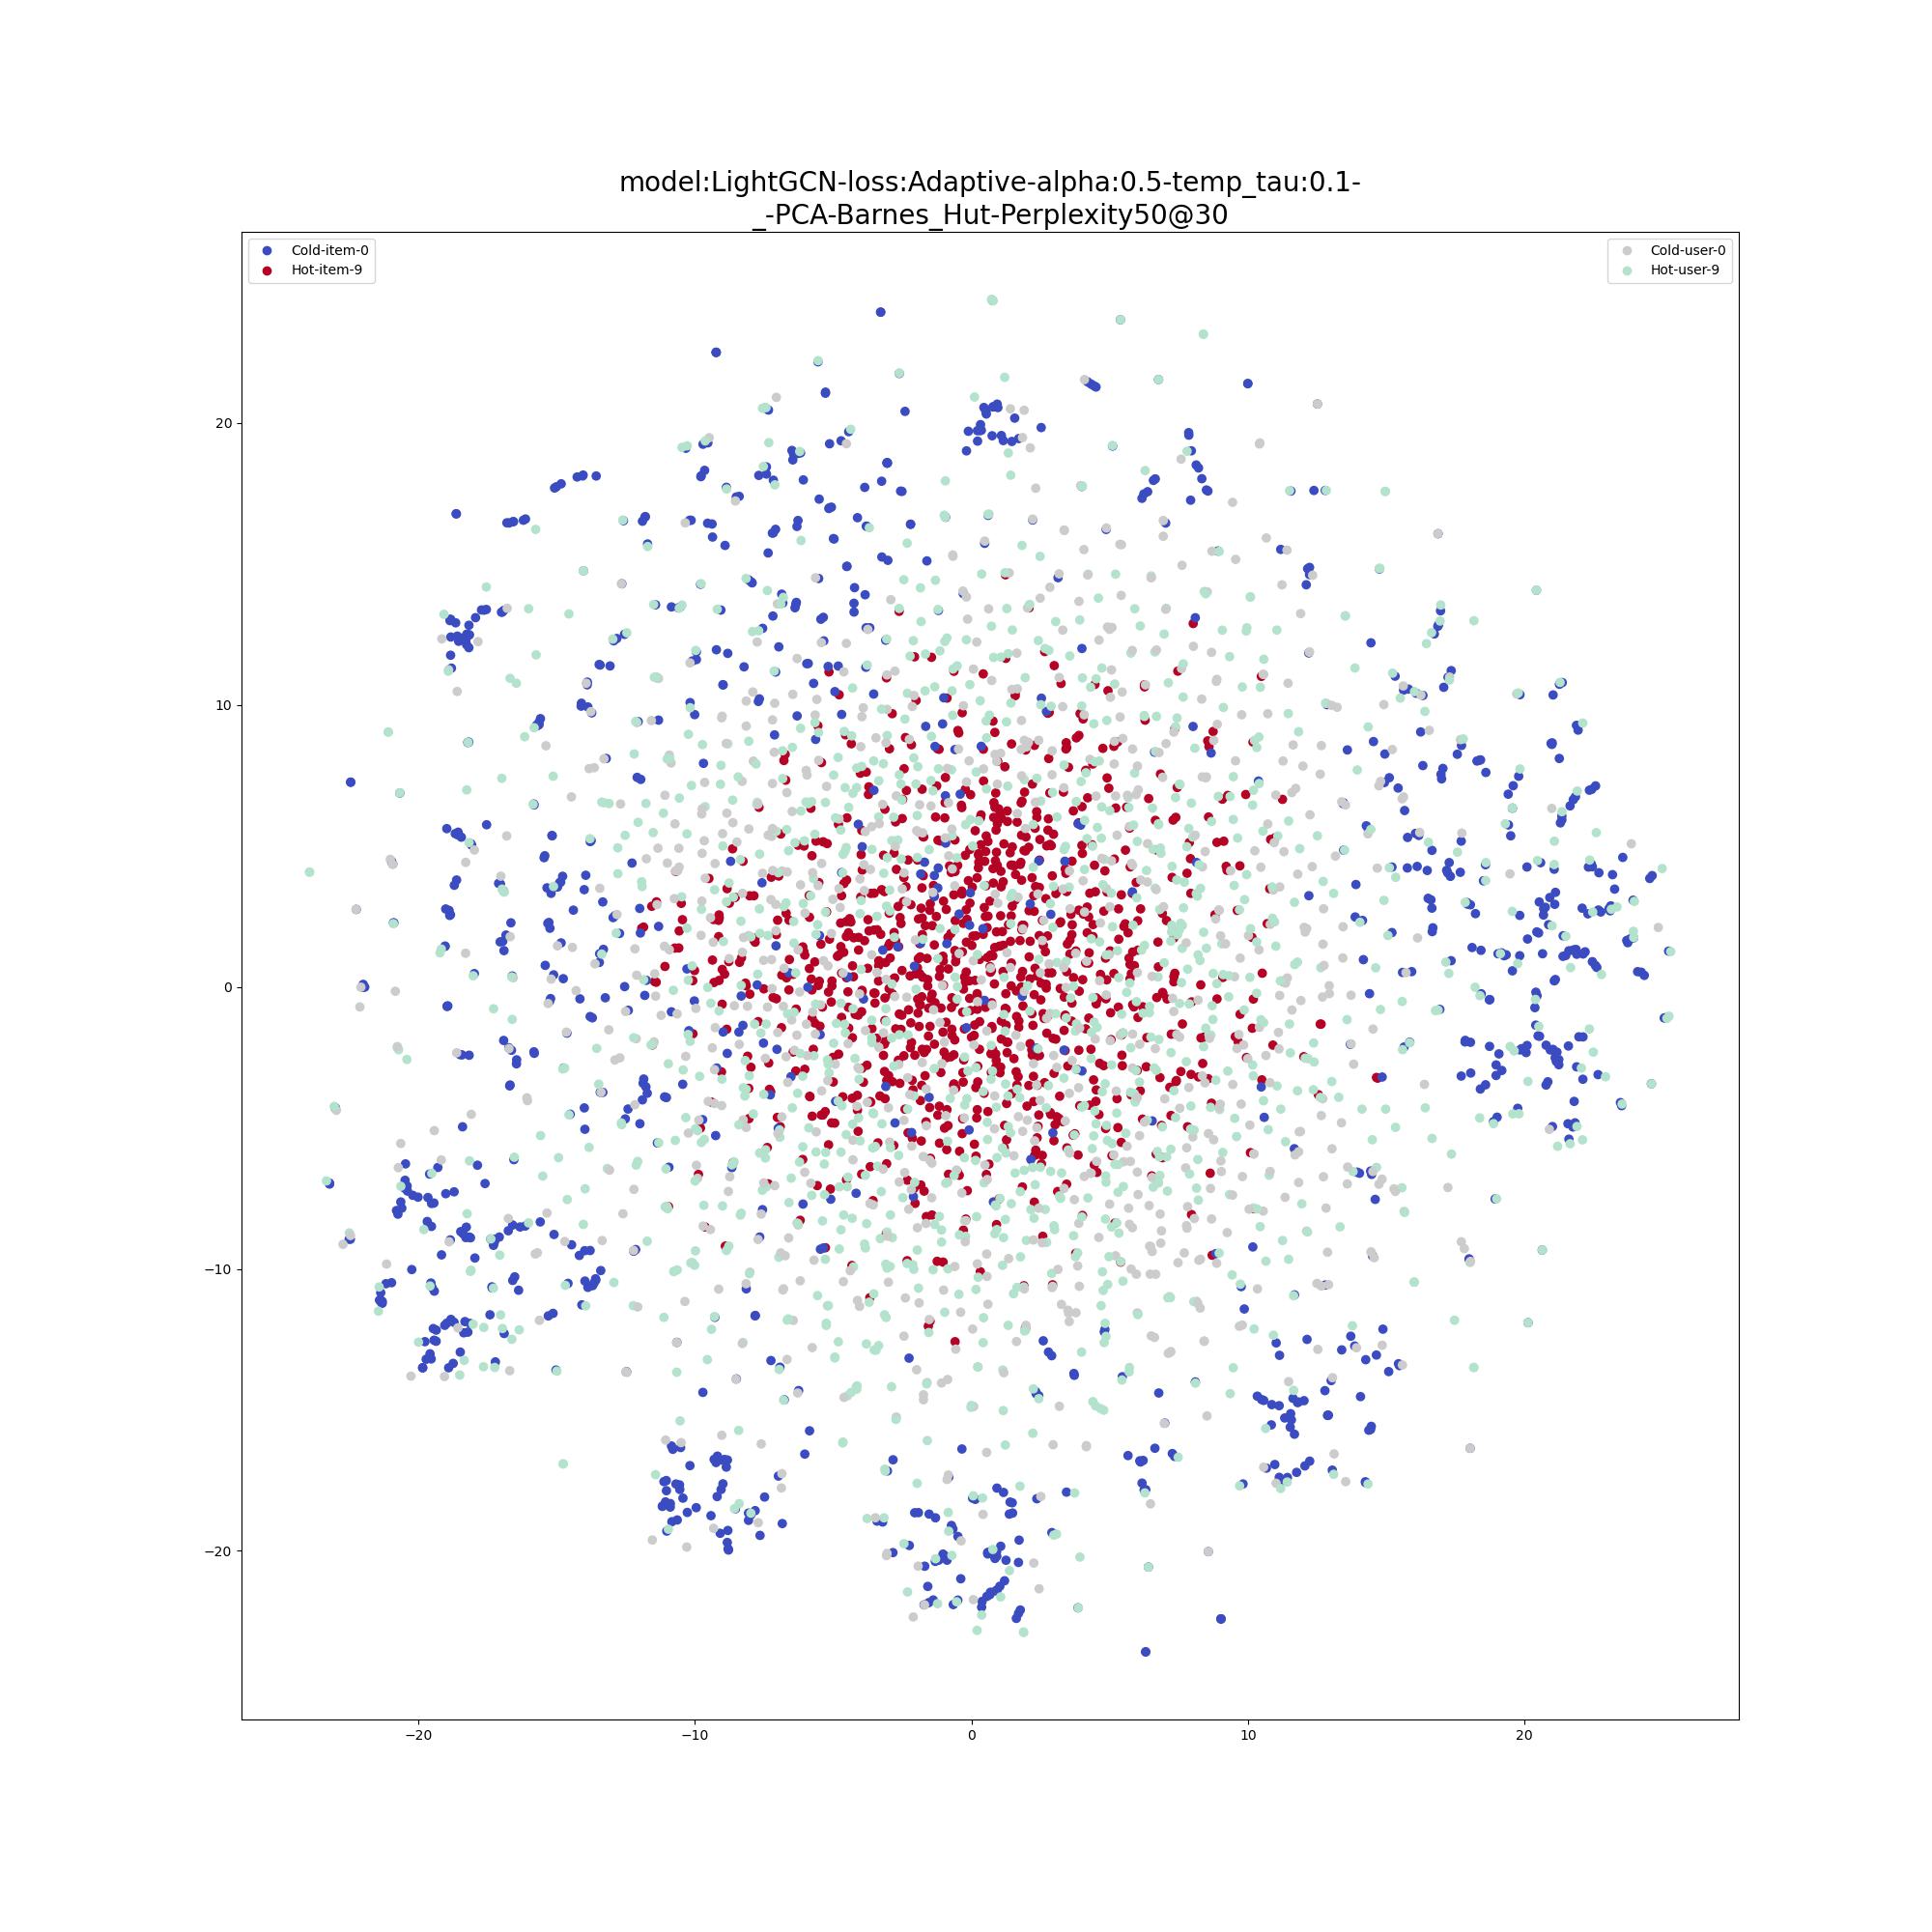 model:LightGCN-loss:Adaptive-alpha:0.5-temp_tau:0.1-
_-PCA-Barnes_Hut-Perplexity50@30
Cold-item-0
Hot-item-9
Cold-user-0
Hot-user-9
20
10
0
−10
−20
−20
−10
0
10
20